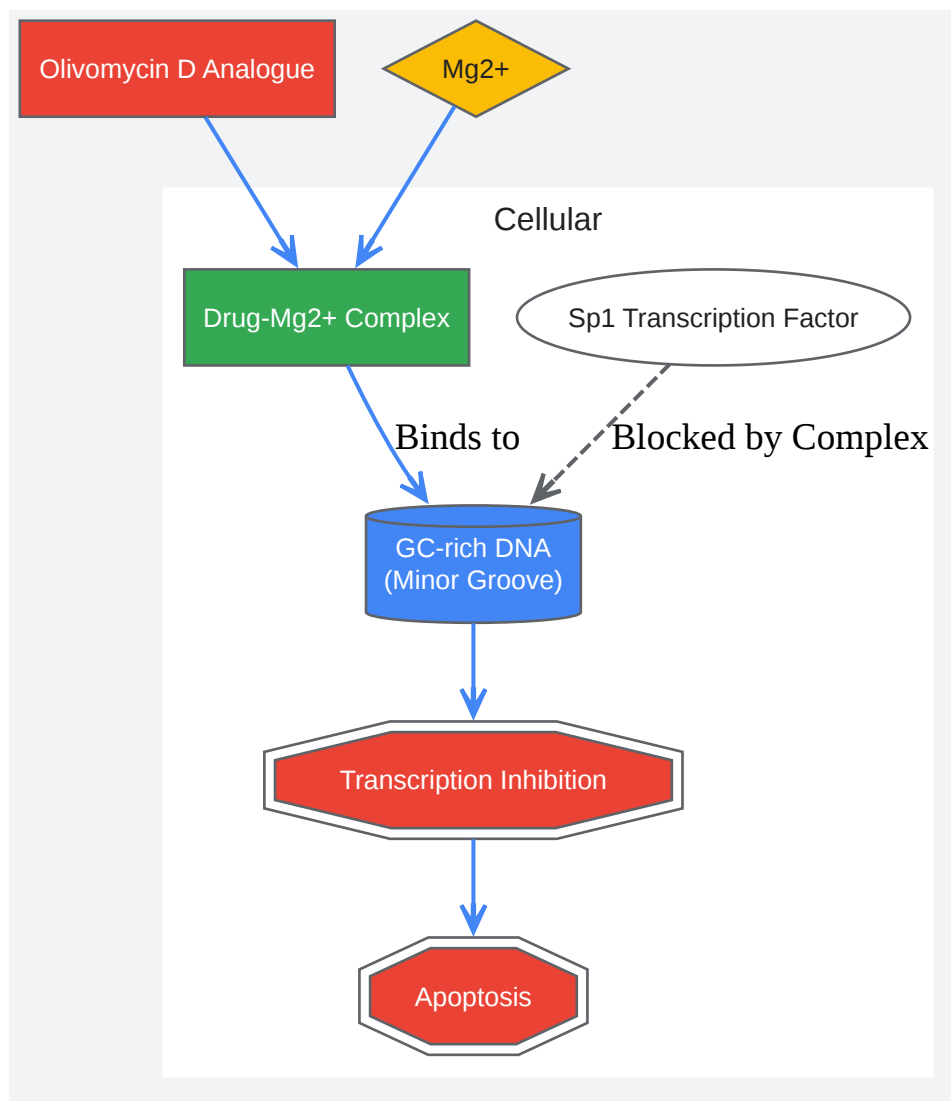 Olivomycin D Analogue
Mg2+
Cellular
Drug-Mg2+ Complex
Sp1 Transcription Factor
Binds to
Blocked by Complex
GC-rich DNA
(Minor Groove)
Transcription Inhibition
Apoptosis